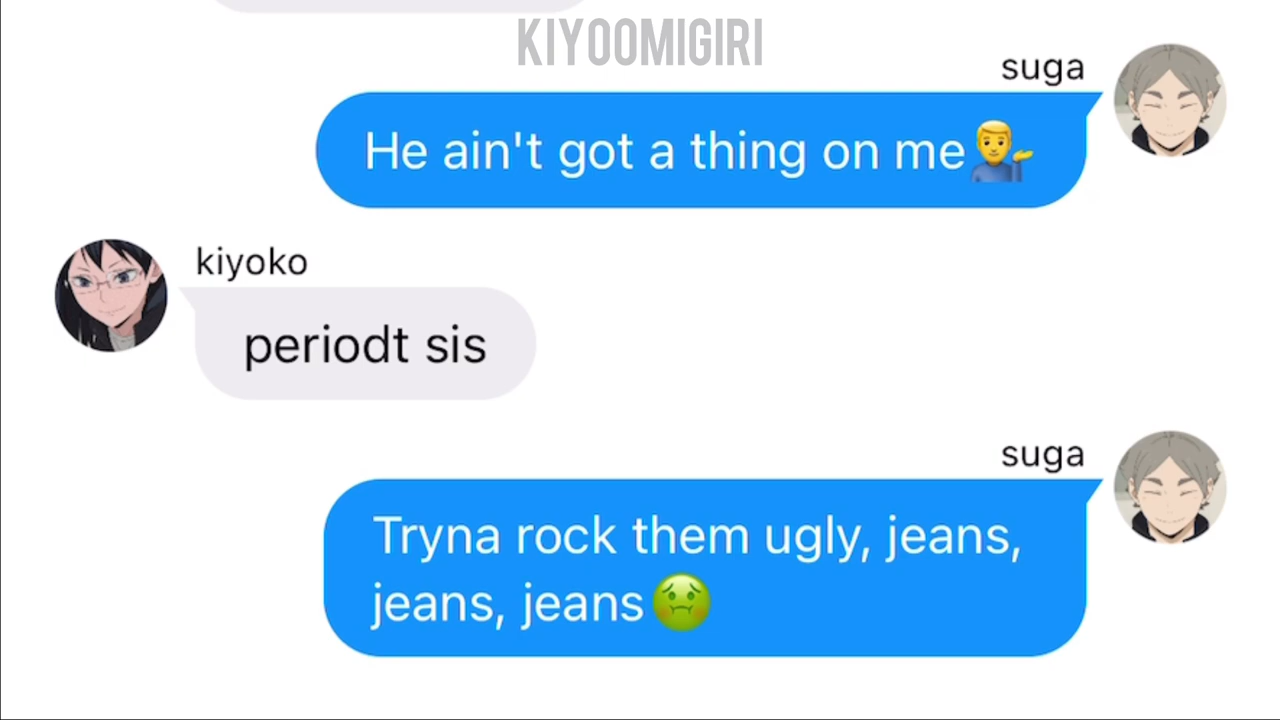 KIYOOMIGIRI
suga
He ain't got a thing on me💁‍♂️
kiyoko
periodt sis
suga
Tryna rock them ugly, jeans,
jeans, jeans🤢